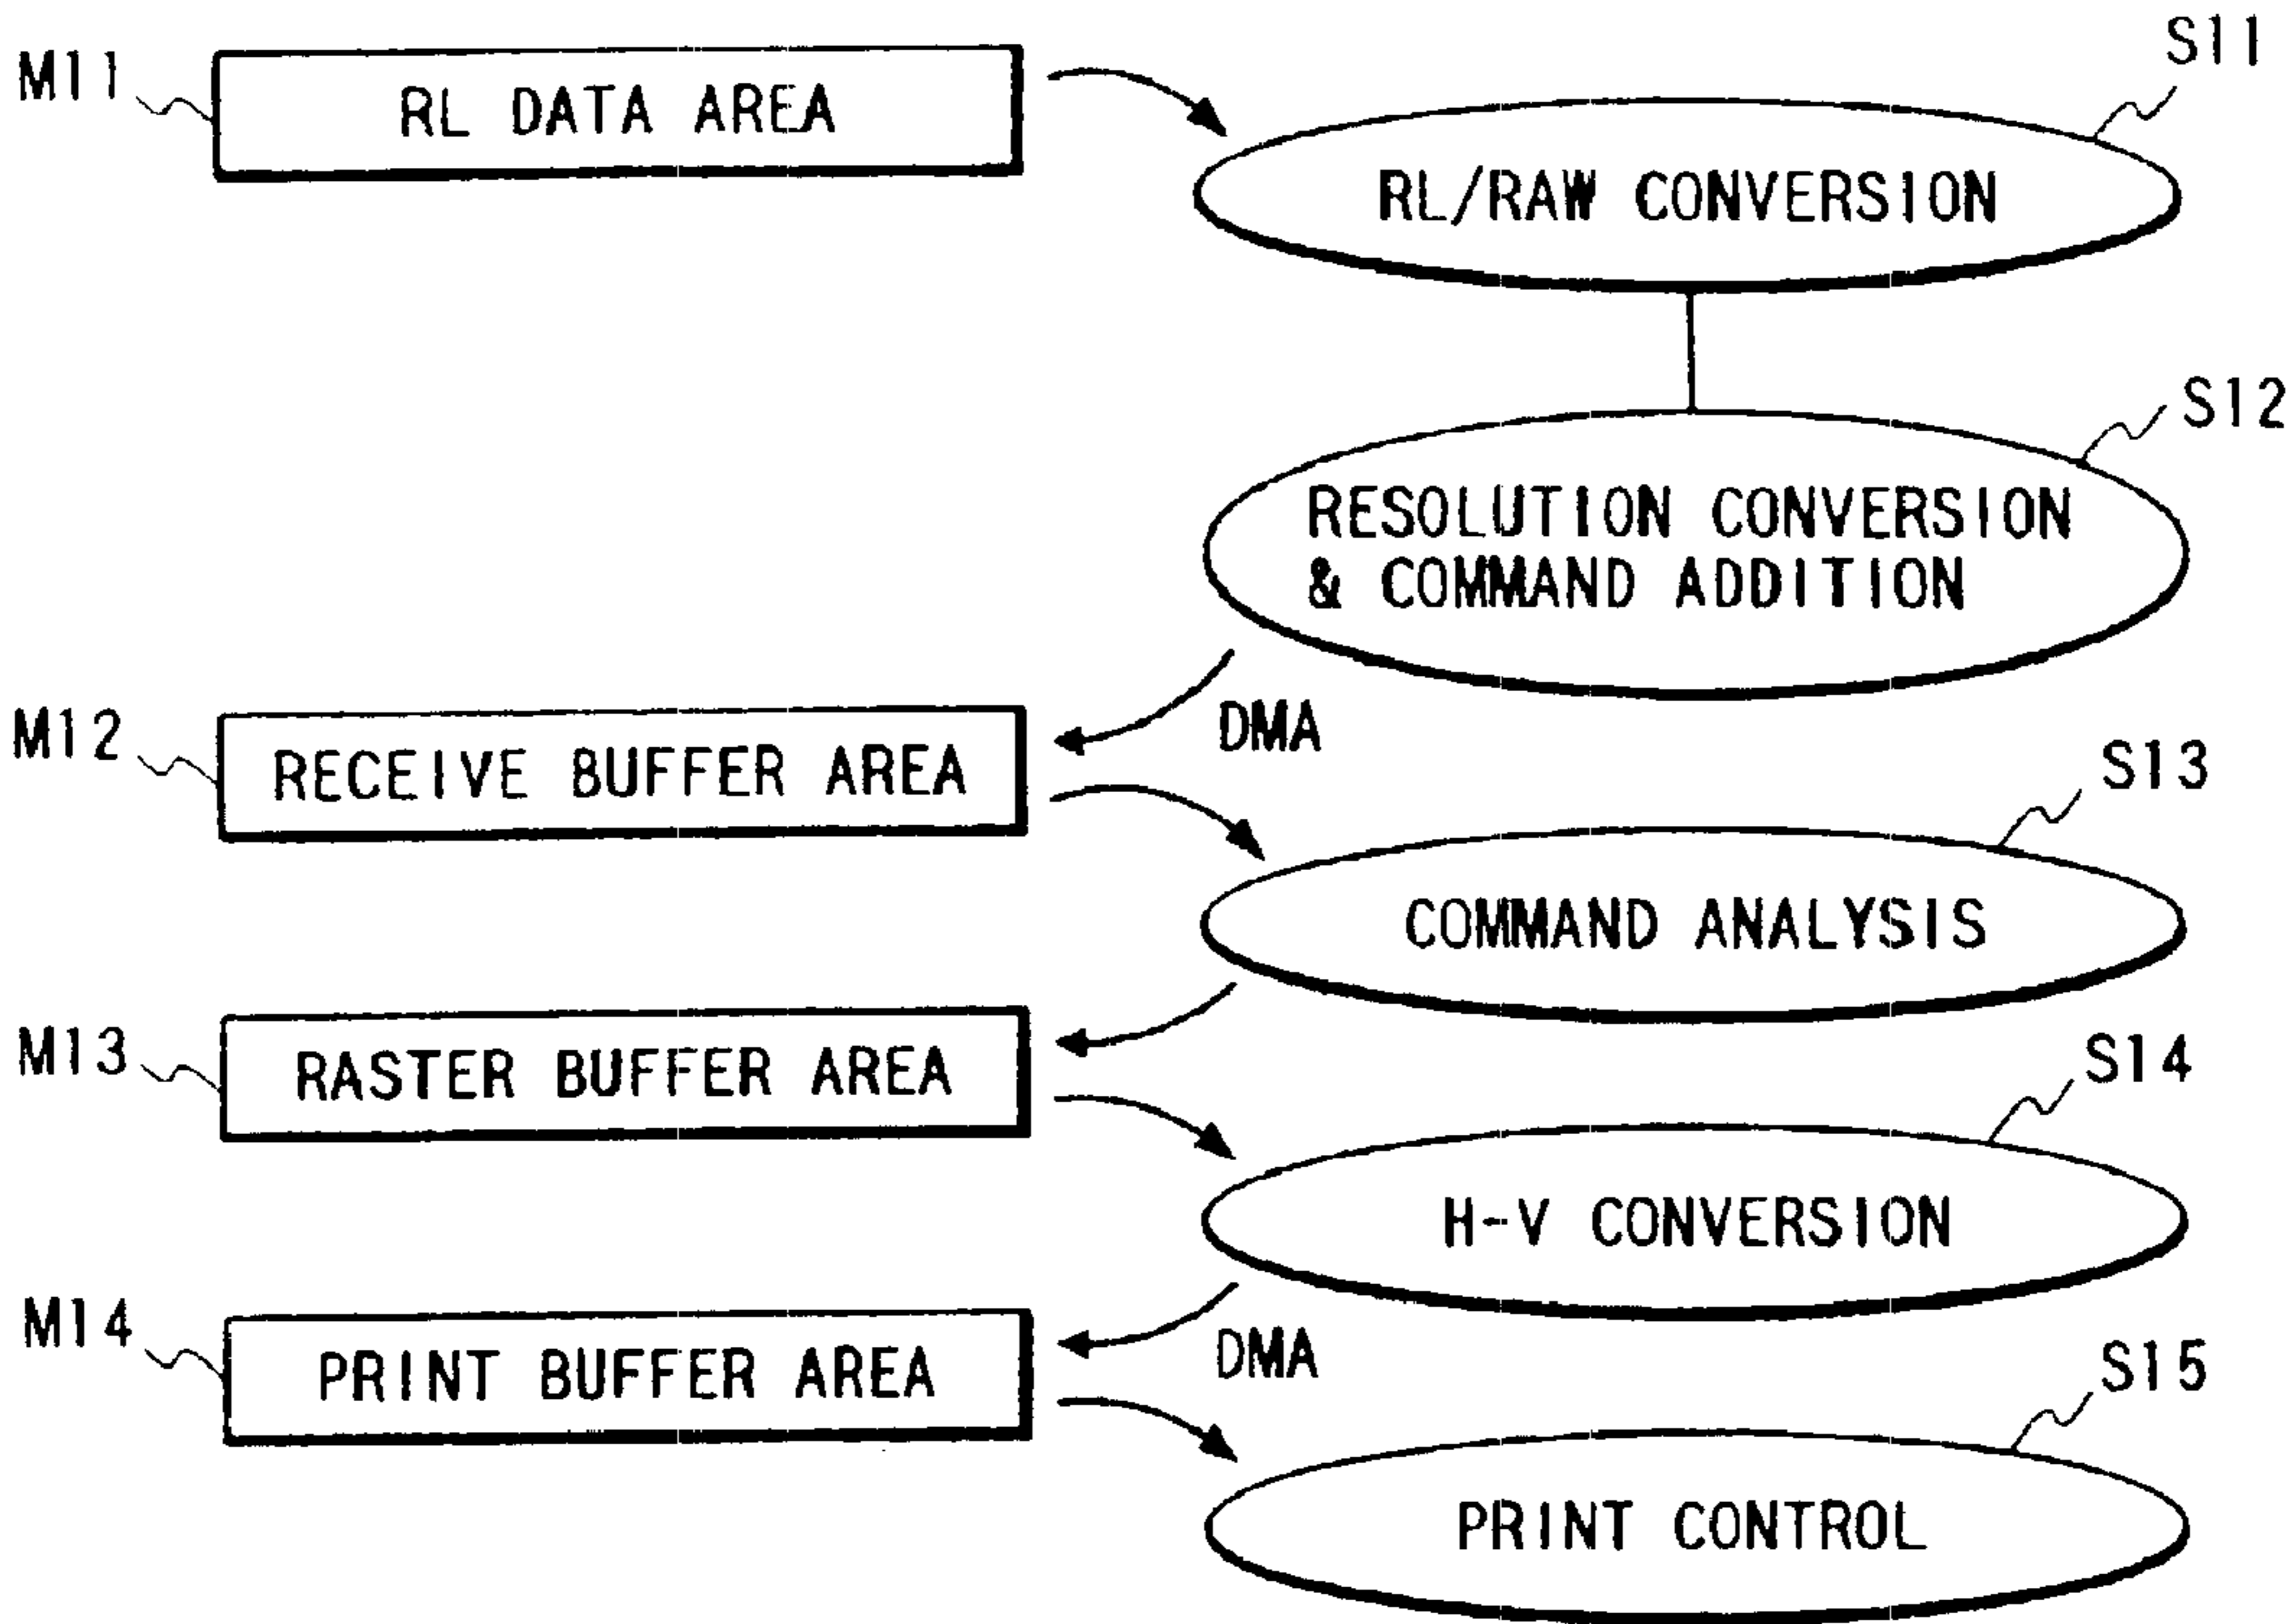 M11
RL DATA AREA
S11
RL/RAW CONVERSION
S12
RESOLUTION CONVERSION
& COMMAND ADDITION
DMA
M12
RECEIVE BUFFER AREA
S13
COMMAND ANALYSIS
M13
RASTER BUFFER AREA
S14
H-V CONVERSION
M14
PRINT BUFFER AREA
DMA
S15
PRINT CONTROL